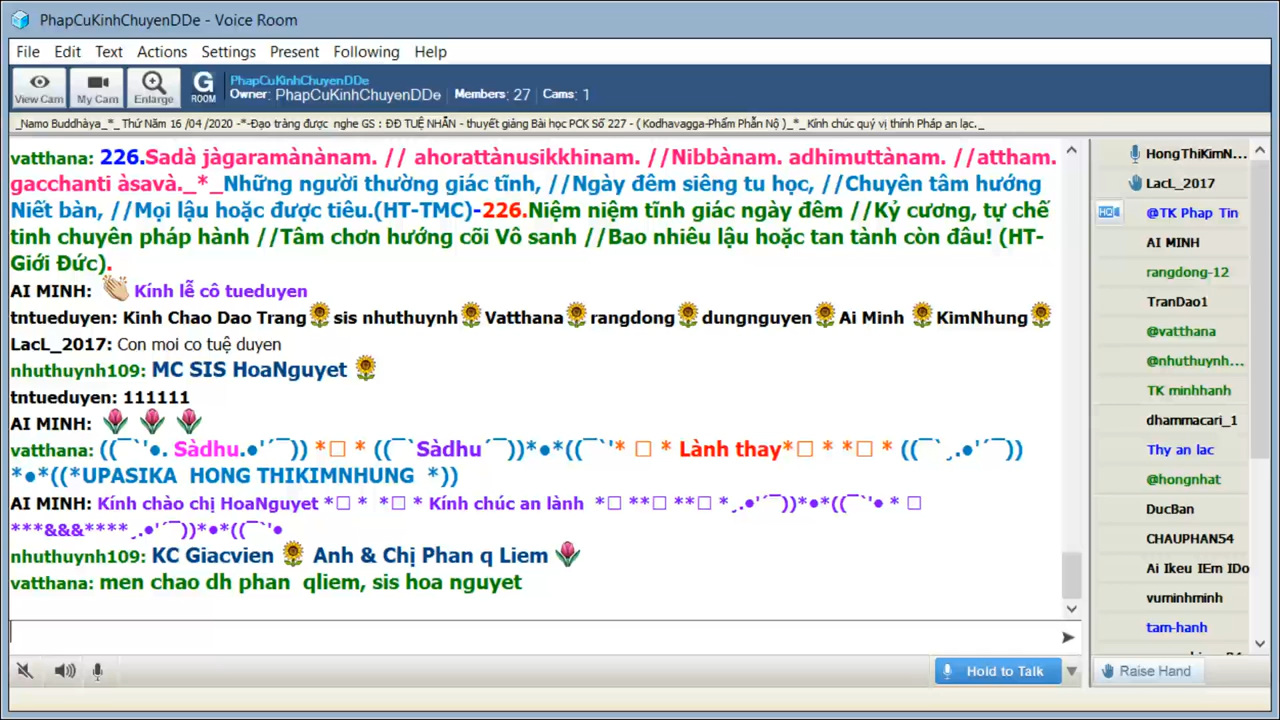 PhapCuKinhChuyenDDe - Voice Room
File Edit Text Actions Settings Present Following Help
View Cam My Cam Enlarge G ROOM
PhapCuKinhChuyenDDe
Owner: PhapCuKinhChuyenDDe Members: 27 Cams: 1
_Namo Buddhàya_*_ Thứ Năm 16 /04 /2020 -*-Đạo tràng được nghe GS : ĐĐ TUỆ NHẪN - thuyết giảng Bài học PCK Số 227 - ( Kodhavagga-Phẩm Phẫn Nộ )_*_ Kính chúc quý vị thính Pháp an lạc._
vatthana: 226.Sadà jàgaramànànam. // ahorattànusikkhinam. //Nibbànam. adhimuttànam. //attham.
gacchanti àsavà._*_Những người thường giác tĩnh, //Ngày đêm siêng tu học, //Chuyên tâm hướng
Niết bàn, //Mọi lậu hoặc được tiêu.(HT-TMC)-226.Niệm niệm tĩnh giác ngày đêm //Kỷ cương, tự chế
tinh chuyên pháp hành //Tâm chơn hướng cõi Vô sanh //Bao nhiêu lậu hoặc tan tành còn đâu! (HT-
Giới Đức).
AI MINH: Kính lễ cô tueduyen
tntueduyen: Kinh Chao Dao Trang sis nhuthuynh Vatthana rangdong dungnguyen Ai Minh KimNhung
LacL_2017: Con moi co tuệ duyen
nhuthuynh109: MC SIS HoaNguyet
tntueduyen: 111111
AI MINH:
vatthana: ((¯`'●. Sàdhu.●'´¯)) *□ * ((¯`Sàdhu´¯))*●*((¯`'* □ * Lành thay*□ * *□ * ((¯`¸.●'´¯))
*●*((*UPASIKA HONG THIKIMNHUNG *))
AI MINH: Kính chào chị HoaNguyet *□ * *□ * Kính chúc an lành *□ **□ **□ *¸.●'´¯))*●*((¯`'● * □
***&&&****¸.●'´¯))*●*((¯`'●
nhuthuynh109: KC Giacvien Anh & Chị Phan q Liem
vatthana: men chao dh phan qliem, sis hoa nguyet
Hold to Talk
HongThiKimN...
LacL_2017
@TK Phap Tin
AI MINH
rangdong-12
TranDao1
@vatthana
@nhuthuynh...
TK minhhanh
dhammacari_1
Thy an lac
@hongnhat
DucBan
CHAUPHAN54
Ai Ikeu IEm IDo
vuminhminh
tam-hanh
Raise Hand